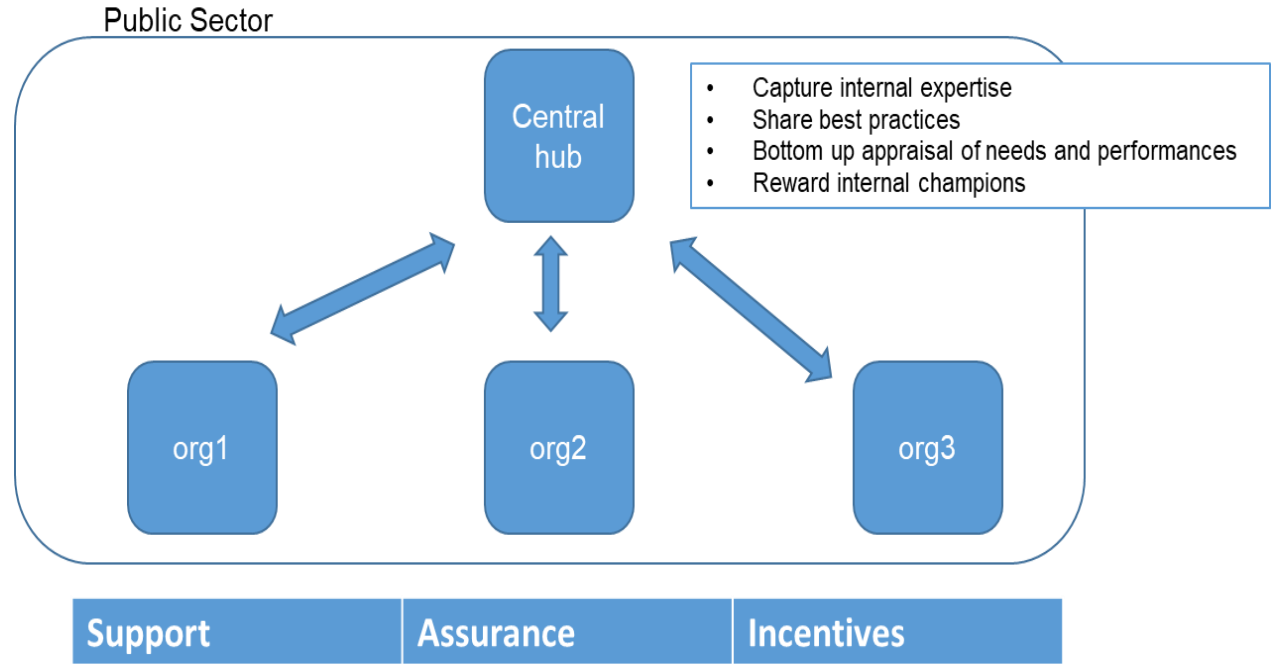 Public Sector
Central
hub
• Capture internal expertise
• Share best practices
• Bottom up appraisal of needs and performances
• Reward internal champions
org1
org2
org3
Support
Assurance
Incentives